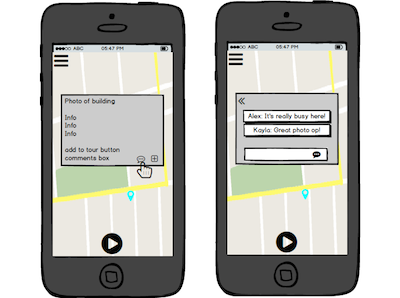 ABC 05:47 PM
Photo of building
Info
Info
Info
add to tour button
comments box
ABC 05:47 PM
Alex: It's really busy here!
Kayla: Great photo op!